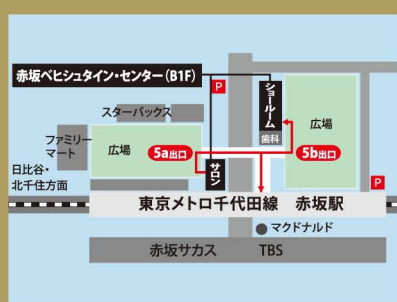 赤坂ベヒシュタイン・センター(B1F)
P
ショールーム
歯科
スターバックス
広場
ファミリー
マート
広場
5a出口
5b出口
サロン
日比谷・
北千住方面
P
東京メトロ千代田線 赤坂駅
マクドナルド
赤坂サカス TBS